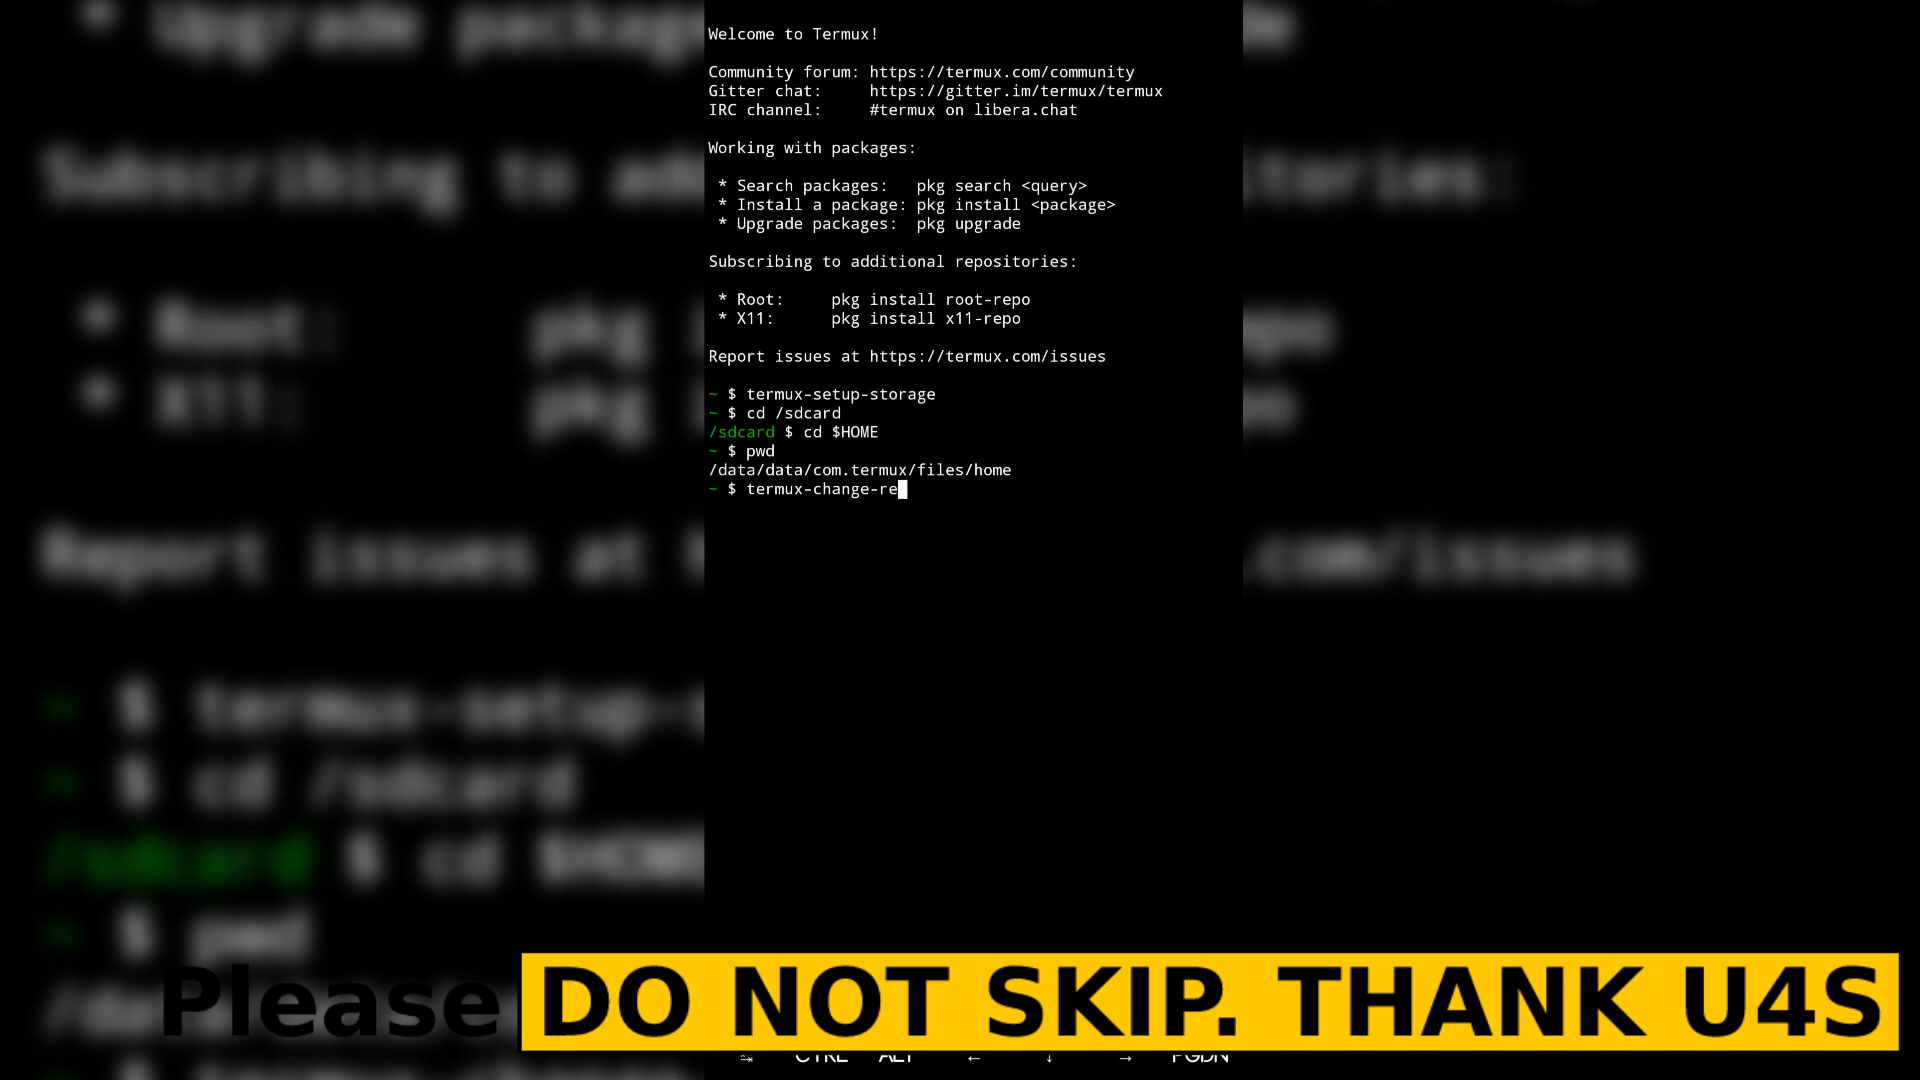 Welcome to Termux!
Community forum: https://termux.com/community
Gitter chat:     https://gitter.im/termux/termux
IRC channel:     #termux on libera.chat
Working with packages:
 * Search packages:   pkg search <query>
 * Install a package: pkg install <package>
 * Upgrade packages:  pkg upgrade
Subscribing to additional repositories:
 * Root:     pkg install root-repo
 * X11:      pkg install x11-repo
Report issues at https://termux.com/issues
~ $ termux-setup-storage
~ $ cd /sdcard
/sdcard $ cd $HOME
~ $ pwd
/data/data/com.termux/files/home
~ $ termux-change-re
Please DO NOT SKIP. THANK U4S
CTRL ALT ← ↓ → PGDN